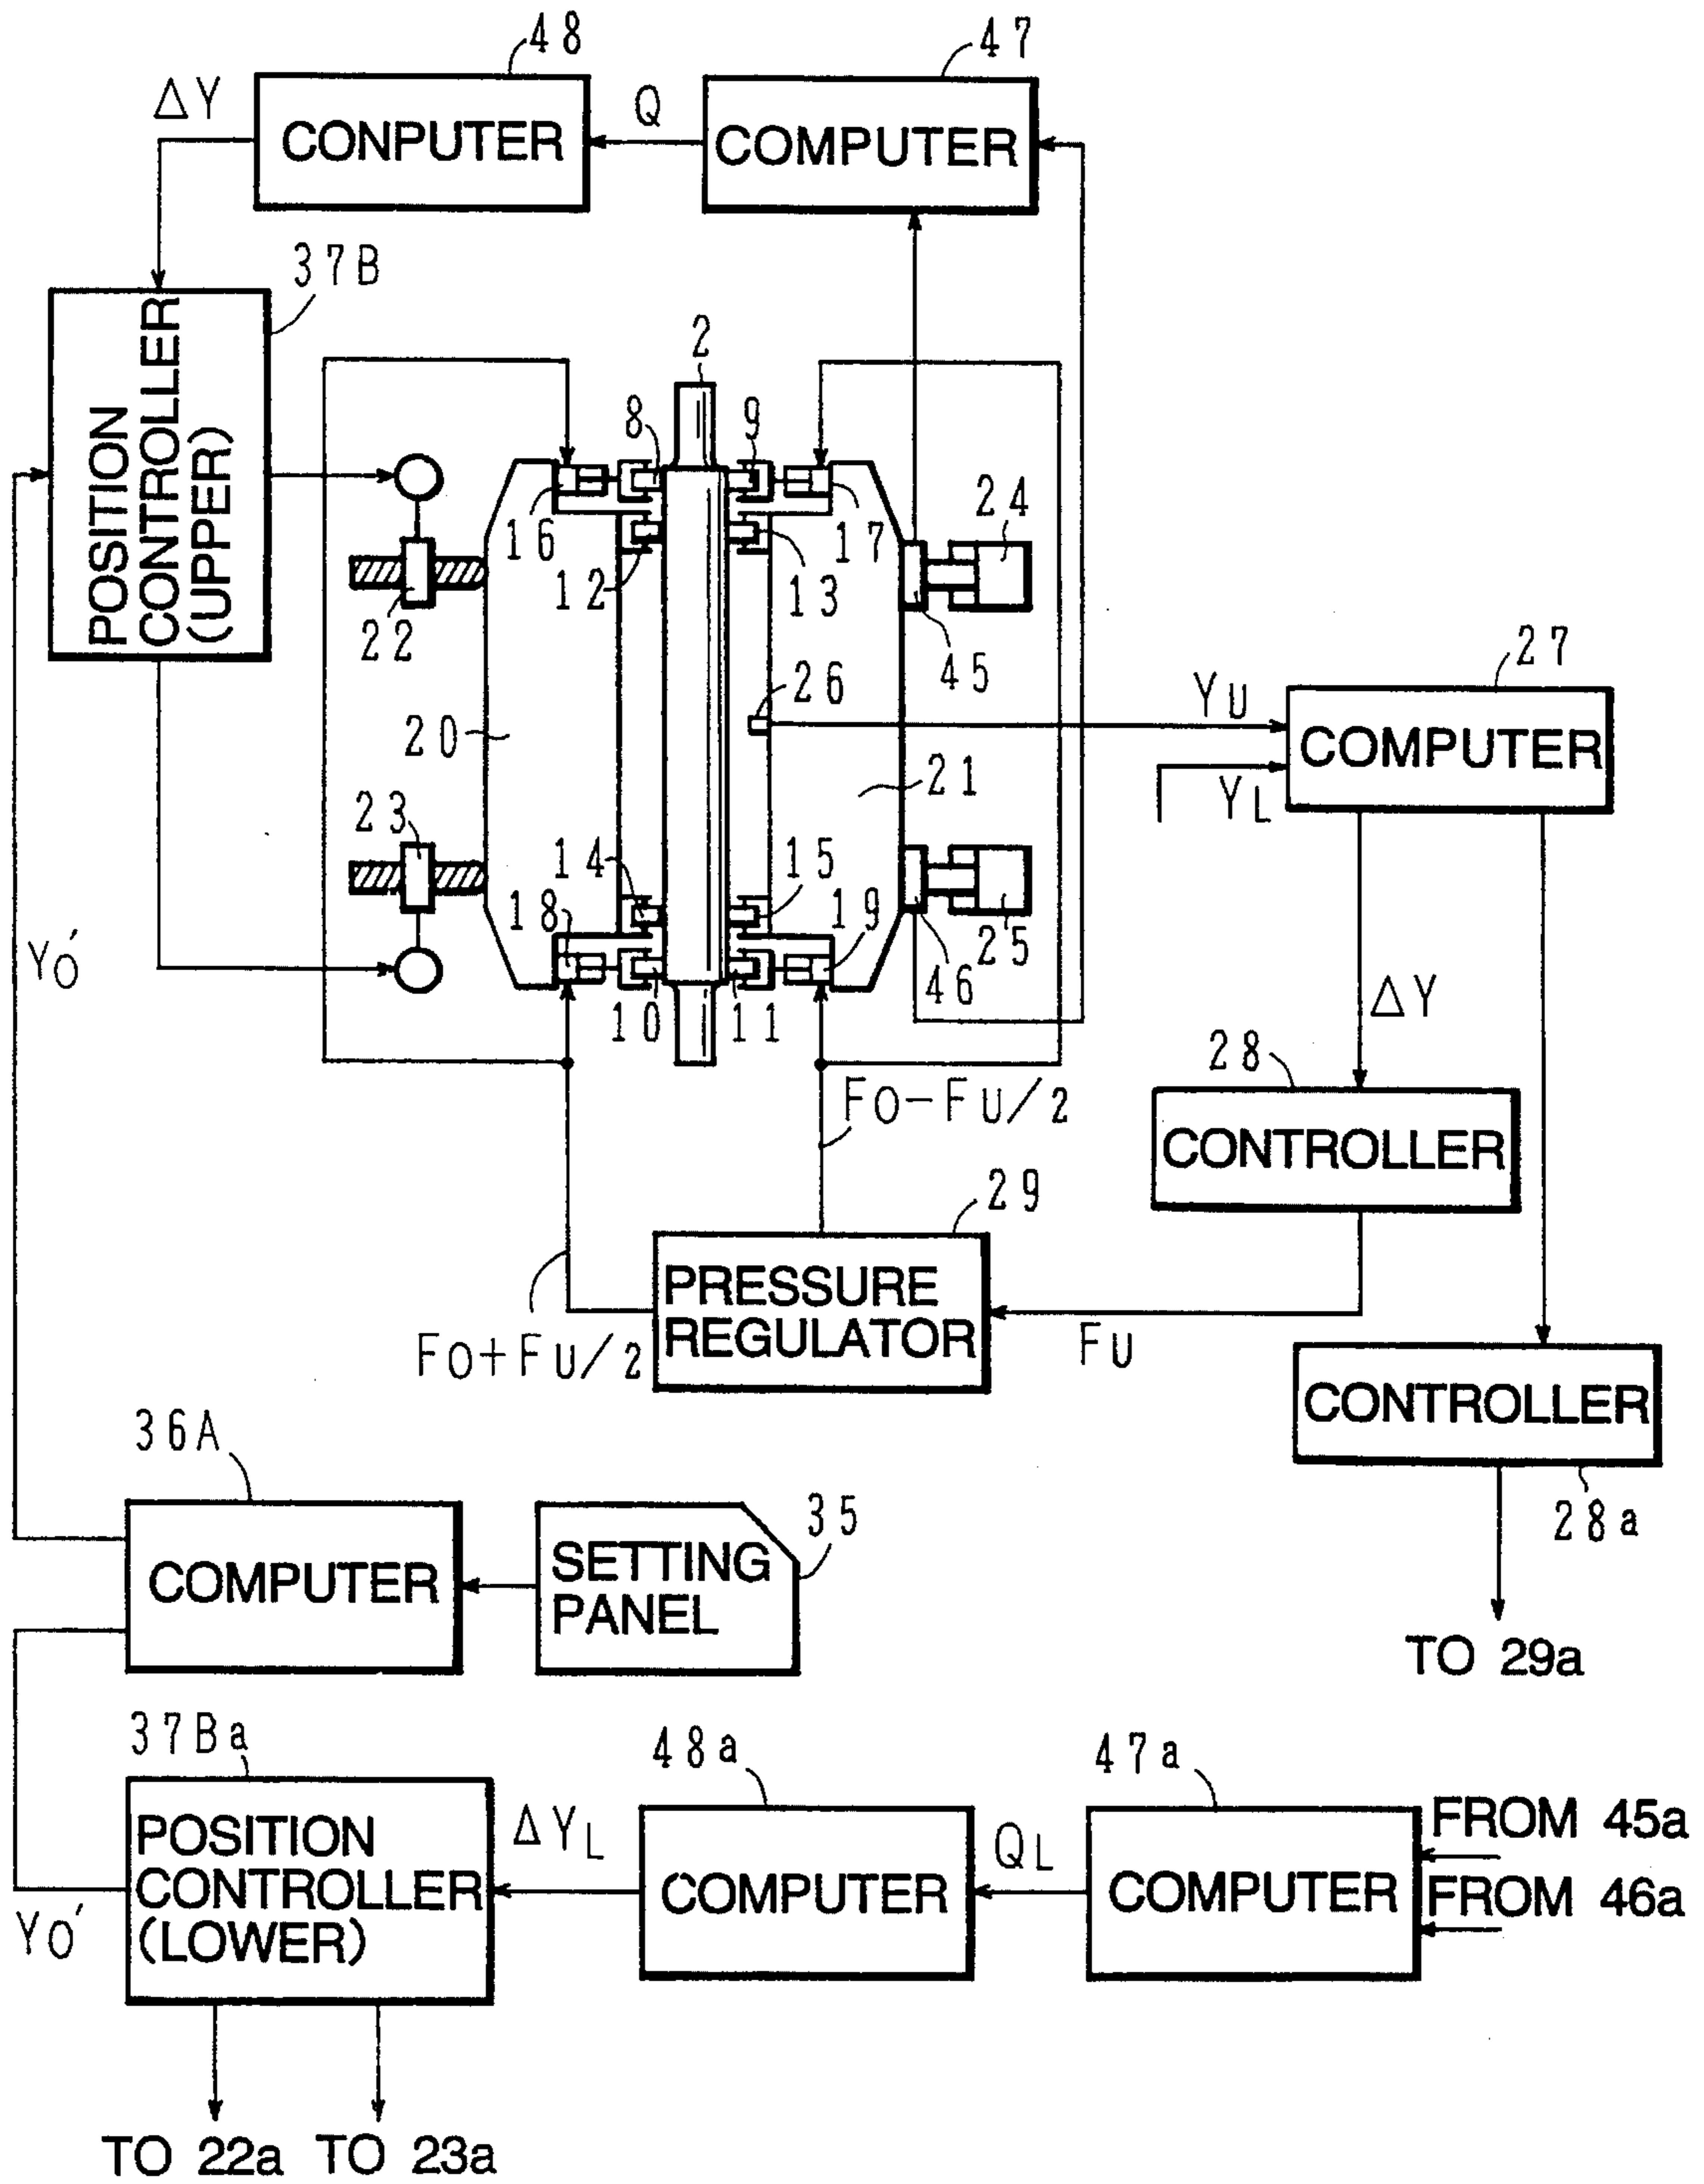 48
47
ΔY
CONPUTER
Q
COMPUTER
37B
POSITION
CONTROLLER
(UPPER)
2
8
9
16
17
24
12
13
22
45
26
27
YU
20
COMPUTER
21
YL
23
14
15
18
19
25
46
YO'
10
11
ΔY
28
FO-FU/2
CONTROLLER
29
PRESSURE
REGULATOR
FO+FU/2
FU
CONTROLLER
36A
35
28a
COMPUTER
SETTING
PANEL
TO 29a
37Ba
48a
47a
POSITION
CONTROLLER
(LOWER)
ΔYL
COMPUTER
QL
COMPUTER
FROM 45a
FROM 46a
YO'
TO 22a
TO 23a